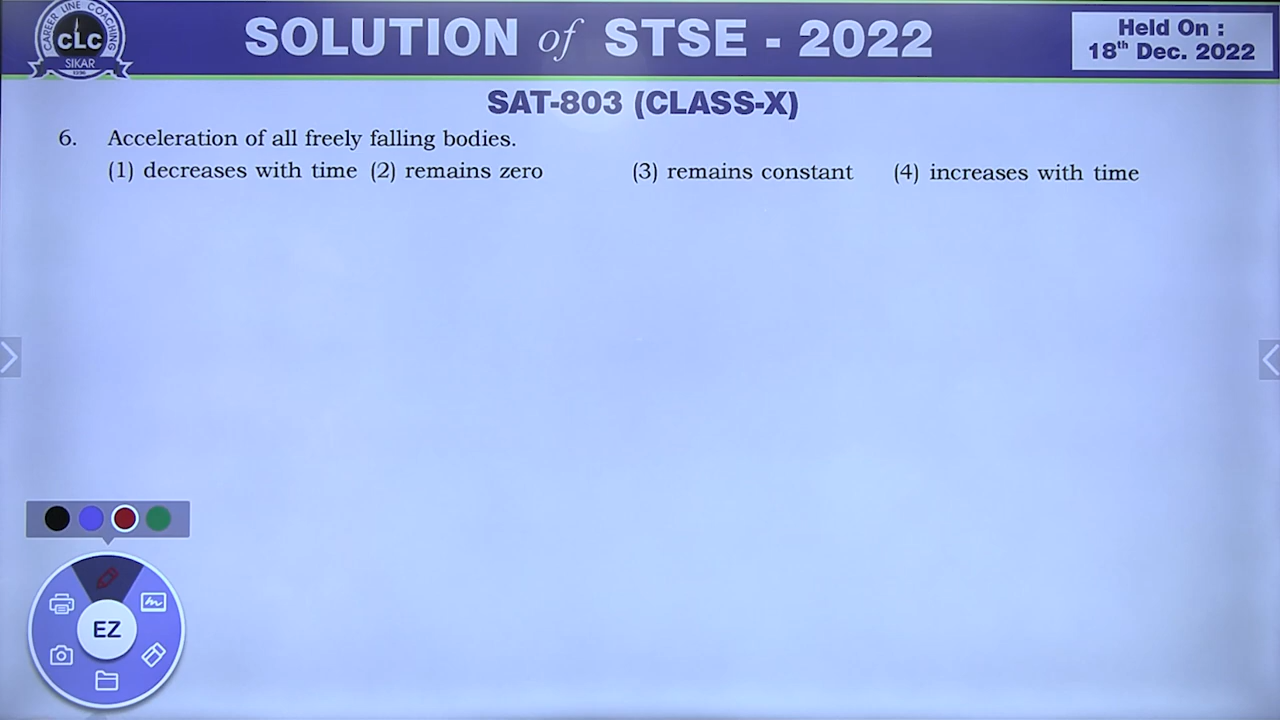 CAREER LINE COACHING
CLC
SIKAR
1996
SOLUTION of STSE - 2022
Held On :
18th Dec. 2022
SAT-803 (CLASS-X)
6. Acceleration of all freely falling bodies.
(1) decreases with time (2) remains zero (3) remains constant (4) increases with time
EZ